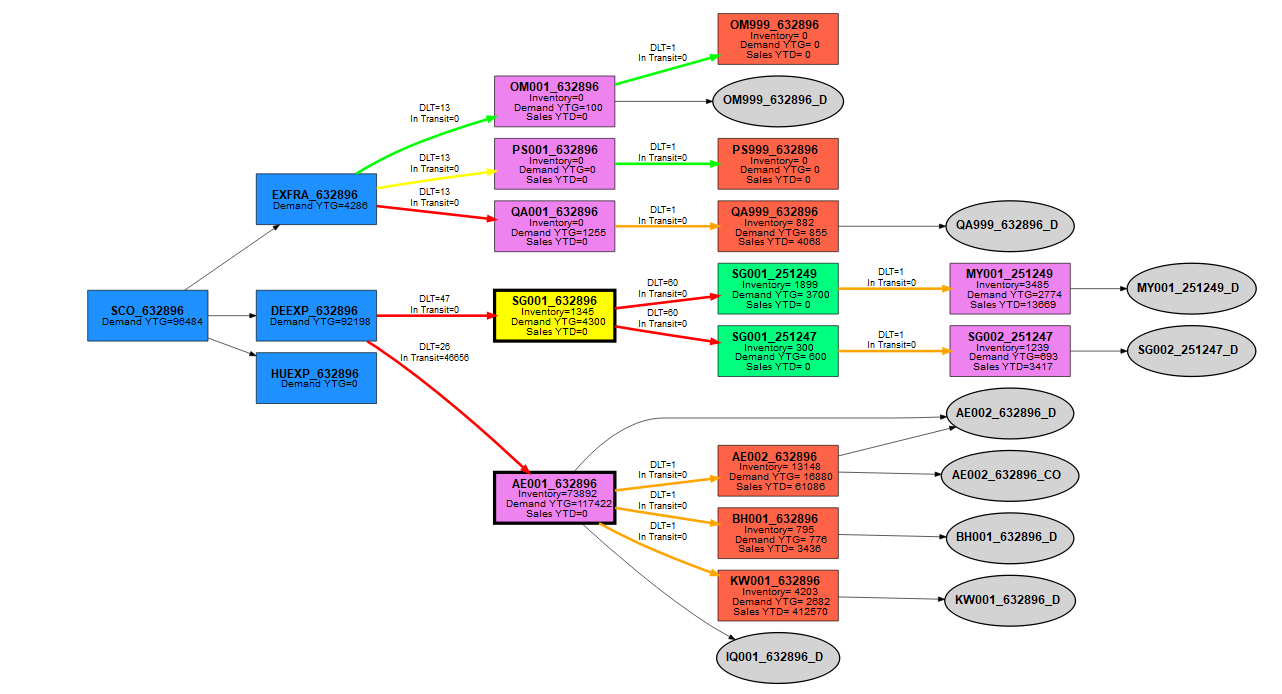 OM999_632896
Inventory= 0
Demand YTG= 0
Sales YTD= 0
DLT=1
In Transit=0
OM001_632896
Inventory=0
Demand YTG=100
Sales YTD=0
OM999_632896_D
DLT=13
In Transit=0
PS001_632896
Inventory=0
Demand YTG=0
Sales YTD=0
DLT=1
In Transit=0
PS999_632896
Inventory= 0
Demand YTG= 0
Sales YTD= 0
DLT=13
In Transit=0
EXFRA_632896
Demand YTG=4286
DLT=13
In Transit=0
QA001_632896
Inventory=0
Demand YTG=1255
Sales YTD=0
DLT=1
In Transit=0
QA999_632896
Inventory= 882
Demand YTG= 855
Sales YTD= 4068
QA999_632896_D
SCO_632896
Demand YTG=96484
DEEXP_632896
Demand YTG=92198
DLT=47
In Transit=0
SG001_632896
Inventory=1345
Demand YTG=4300
Sales YTD=0
DLT=60
In Transit=0
SG001_251249
Inventory= 1899
Demand YTG= 3700
Sales YTD= 0
DLT=1
In Transit=0
MY001_251249
Inventory=3485
Demand YTG=2774
Sales YTD=13669
MY001_251249_D
DLT=60
In Transit=0
SG001_251247
Inventory= 300
Demand YTG= 600
Sales YTD= 0
DLT=1
In Transit=0
SG002_251247
Inventory=1239
Demand YTG=693
Sales YTD=3417
SG002_251247_D
HUEXP_632896
Demand YTG=0
DLT=26
In Transit=46656
AE001_632896
Inventory=73892
Demand YTG=117422
Sales YTD=0
AE002_632896_D
DLT=1
In Transit=0
AE002_632896
Inventory= 13148
Demand YTG= 16880
Sales YTD= 61086
AE002_632896_CO
DLT=1
In Transit=0
BH001_632896
Inventory= 795
Demand YTG= 776
Sales YTD= 3436
BH001_632896_D
DLT=1
In Transit=0
KW001_632896
Inventory= 4203
Demand YTG= 2682
Sales YTD= 412570
KW001_632896_D
IQ001_632896_D